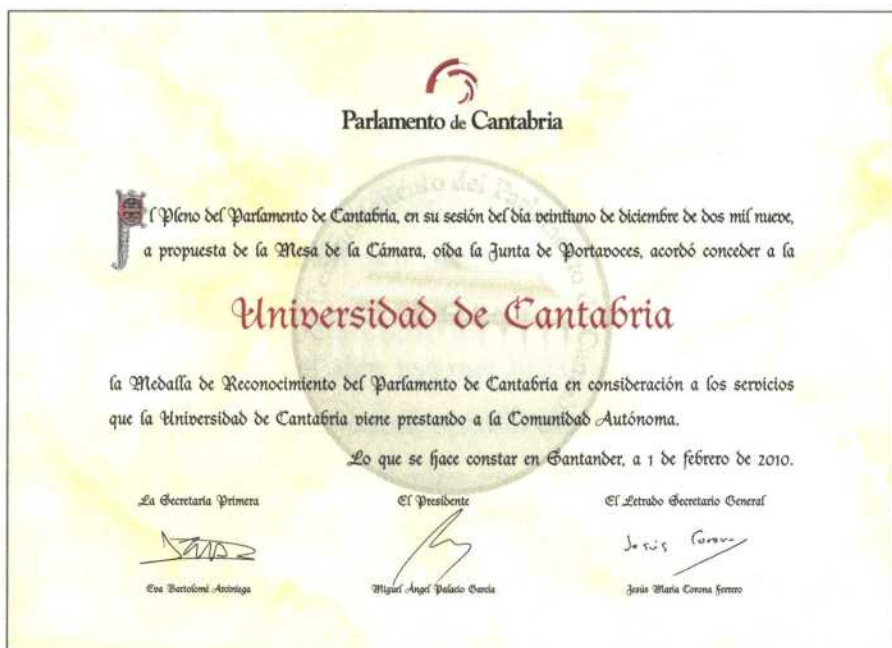 Parlamento de Cantabria
El Pleno del Parlamento de Cantabria, en su sesión del día veintiuno de diciembre de dos mil nueve,
a propuesta de la Mesa de la Cámara, oída la Junta de Portavoces, acordó conceder a la
Universidad de Cantabria
la Medalla de Reconocimiento del Parlamento de Cantabria en consideración a los servicios
que la Universidad de Cantabria viene prestando a la Comunidad Autónoma.
Lo que se hace constar en Santander, a 1 de febrero de 2010.
La Secretaria Primera El Presidente El Letrado Secretario General
Jesús Corona
Eva Bartolomé Arciniega Miguel Ángel Palacio García Jesús María Corona Ferrero